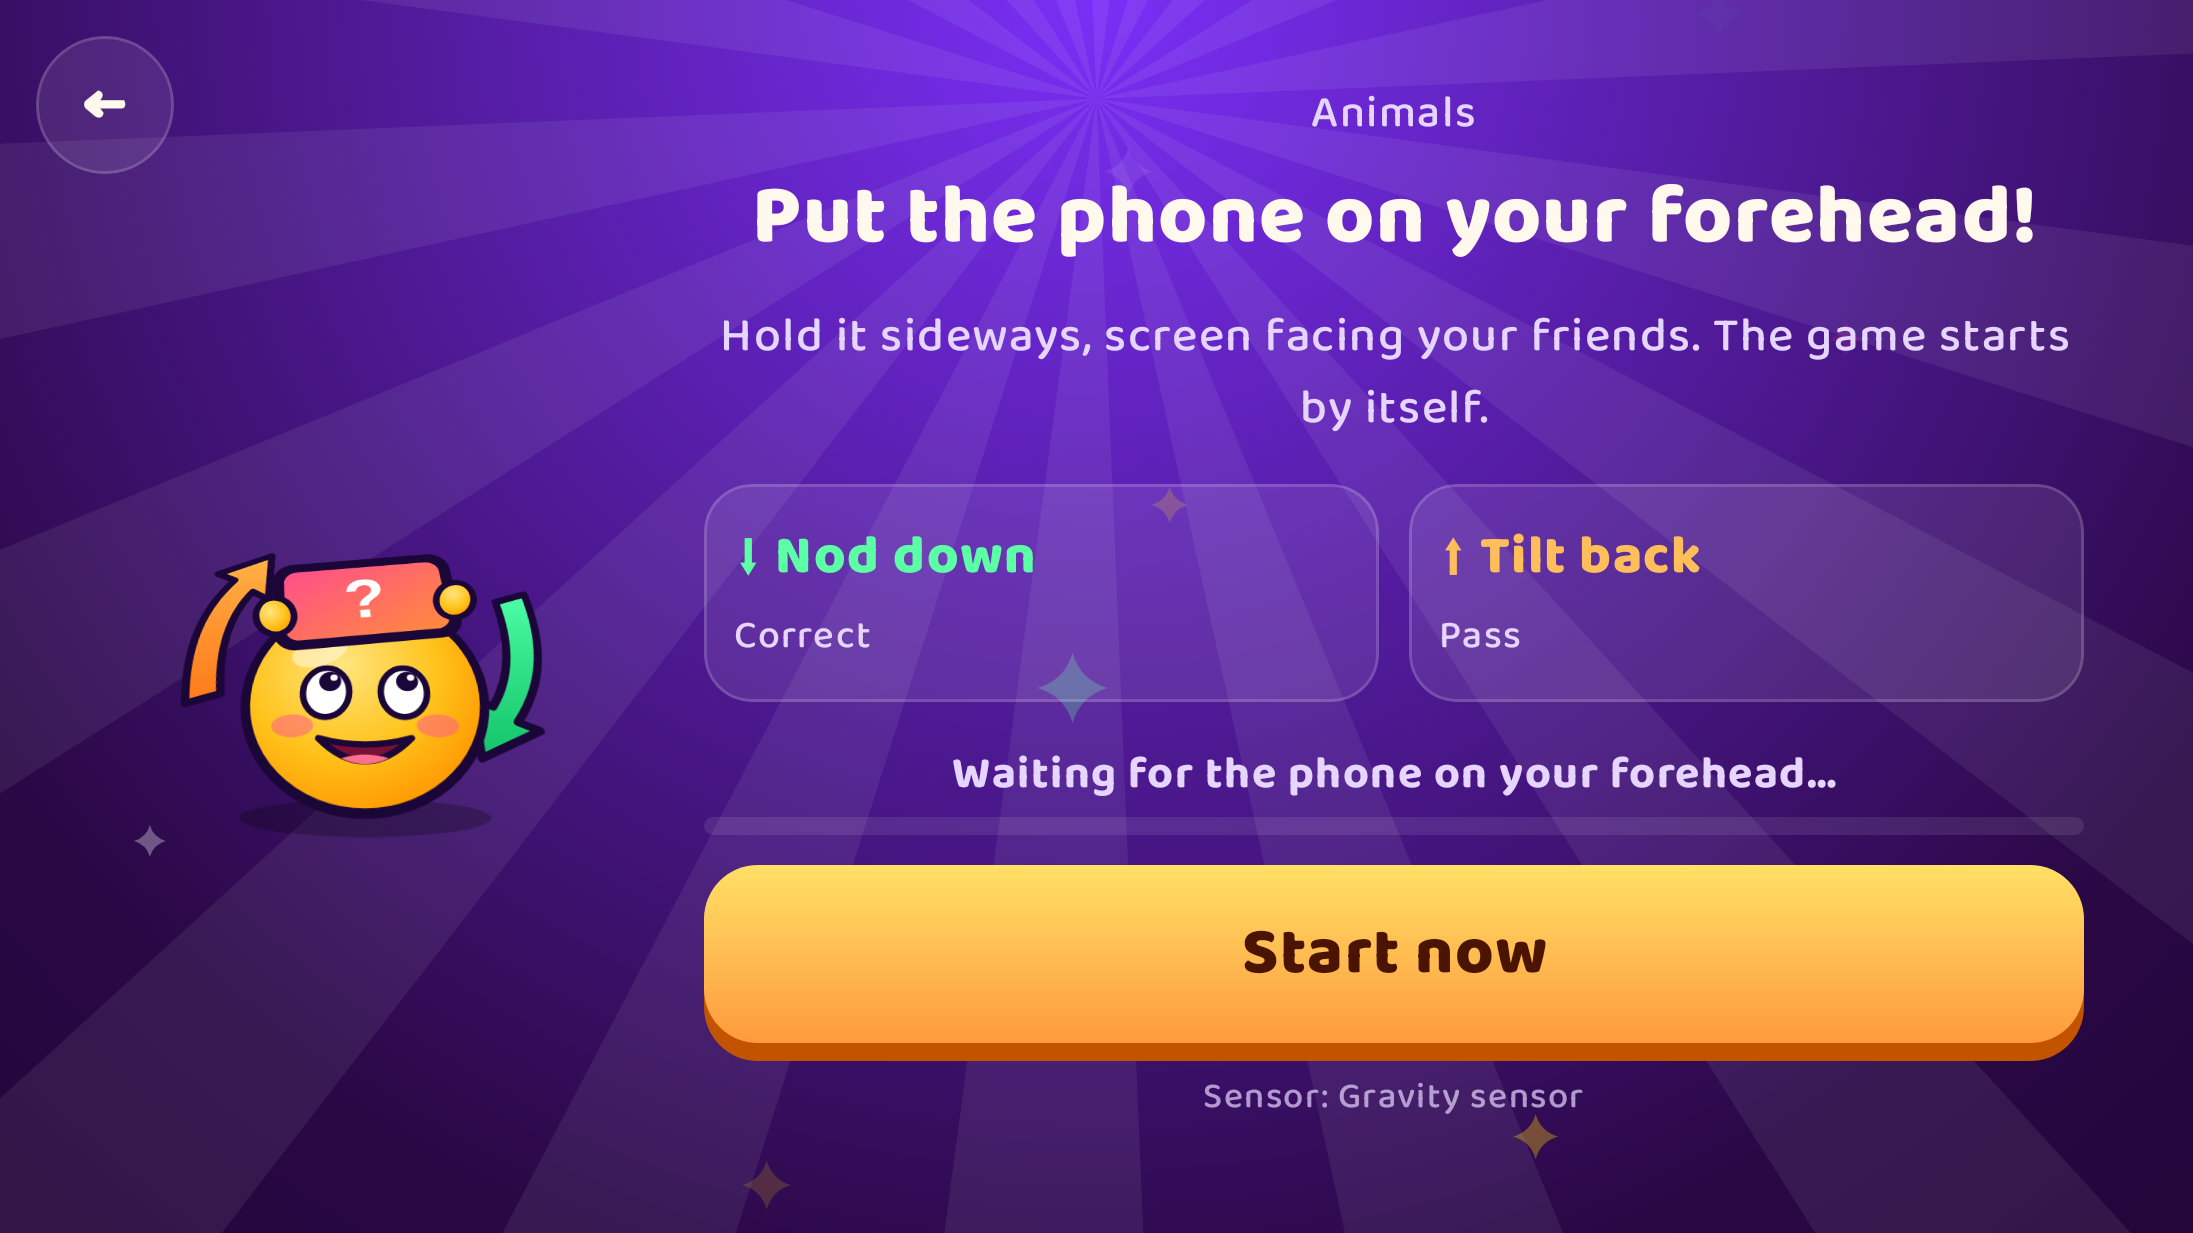 Animals
Put the phone on your forehead!
Hold it sideways, screen facing your friends. The game starts
by itself.
↓ Nod down
Correct
↑ Tilt back
Pass
?
Waiting for the phone on your forehead...
Start now
Sensor: Gravity sensor